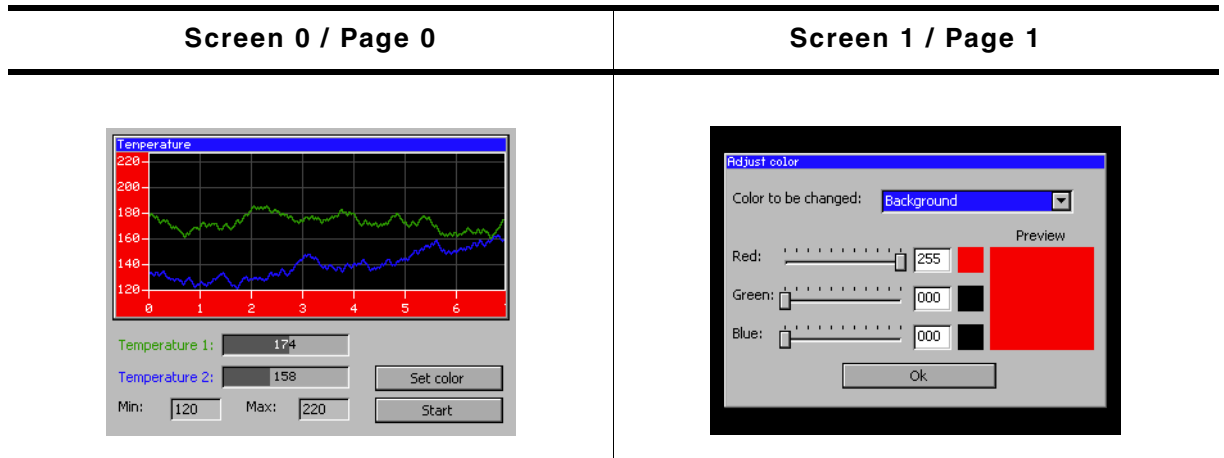 Screen 0 / Page 0
Screen 1 / Page 1
Temperature
220
200
180
160
140
120
0 1 2 3 4 5 6
Temperature 1: 174
Temperature 2: 158
Set color
Min: 120 Max: 220
Start
Adjust color
Color to be changed: Background
Preview
Red: 255
Green: 000
Blue: 000
Ok